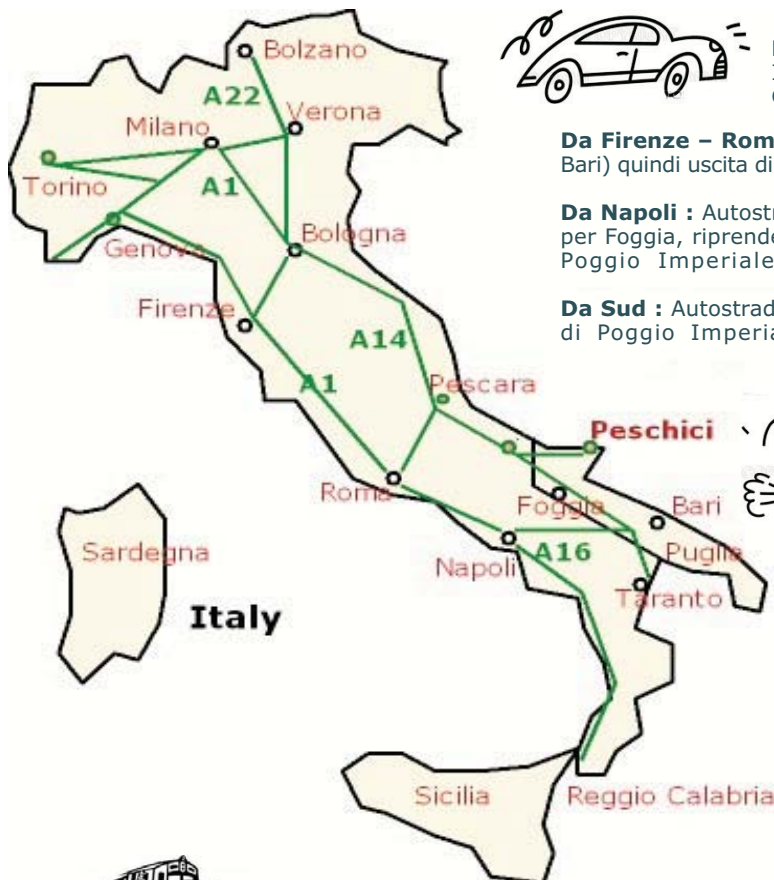 Bolzano
A22
Verona
Milano
Torino
A1
Genova
Bologna
Firenze
A14
A1
Pescara
Peschici
Roma
Foggia
Bari
Puglia
Napoli
A16
Taranto
Sardegna
Italy
Sicilia
Reggio Calabria
Da Firenze – Rom
Bari) quindi uscita di
Da Napoli : Autostr
per Foggia, riprende
Poggio Imperiale
Da Sud : Autostrad
di Poggio Imperia